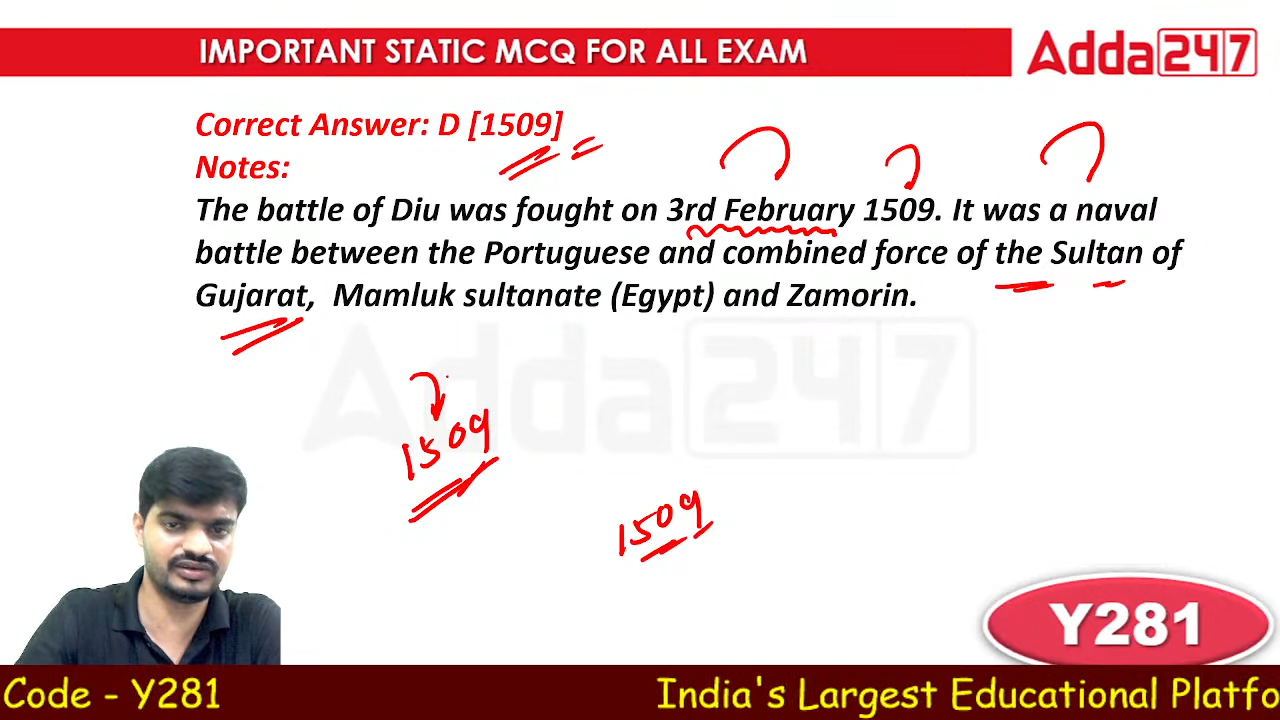 IMPORTANT STATIC MCQ FOR ALL EXAM
Adda247
Correct Answer: D [1509]
Notes:
The battle of Diu was fought on 3rd February 1509. It was a naval
battle between the Portuguese and combined force of the Sultan of
Gujarat, Mamluk sultanate (Egypt) and Zamorin.
Adda247
1509
1509
Y281
Code - Y281
India's Largest Educational Platfo